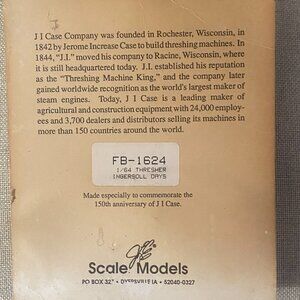 J I Case Company was founded in Rochester, Wisconsin, in
1842 by Jerome Increase Case to build threshing machines. In
1844, "J.I." moved his company to Racine, Wisconsin, where
it is still headquartered today. J.I. established his reputation
as the "Threshing Machine King," and the company later
gained worldwide recognition as the world's largest maker of
steam engines. Today, J I Case is a leading maker of
agricultural and construction equipment with 24,000 employ-
ees and 3,700 dealers and distributors selling its machines in
more than 150 countries around the world.
FB-1624
1/64 THRESHER
INGERSOLL DAYS
Made especially to commemorate the
150th anniversary of J I Case.
Scale Models
PO BOX 327 • DYERSVILLE IA • 52040-0327